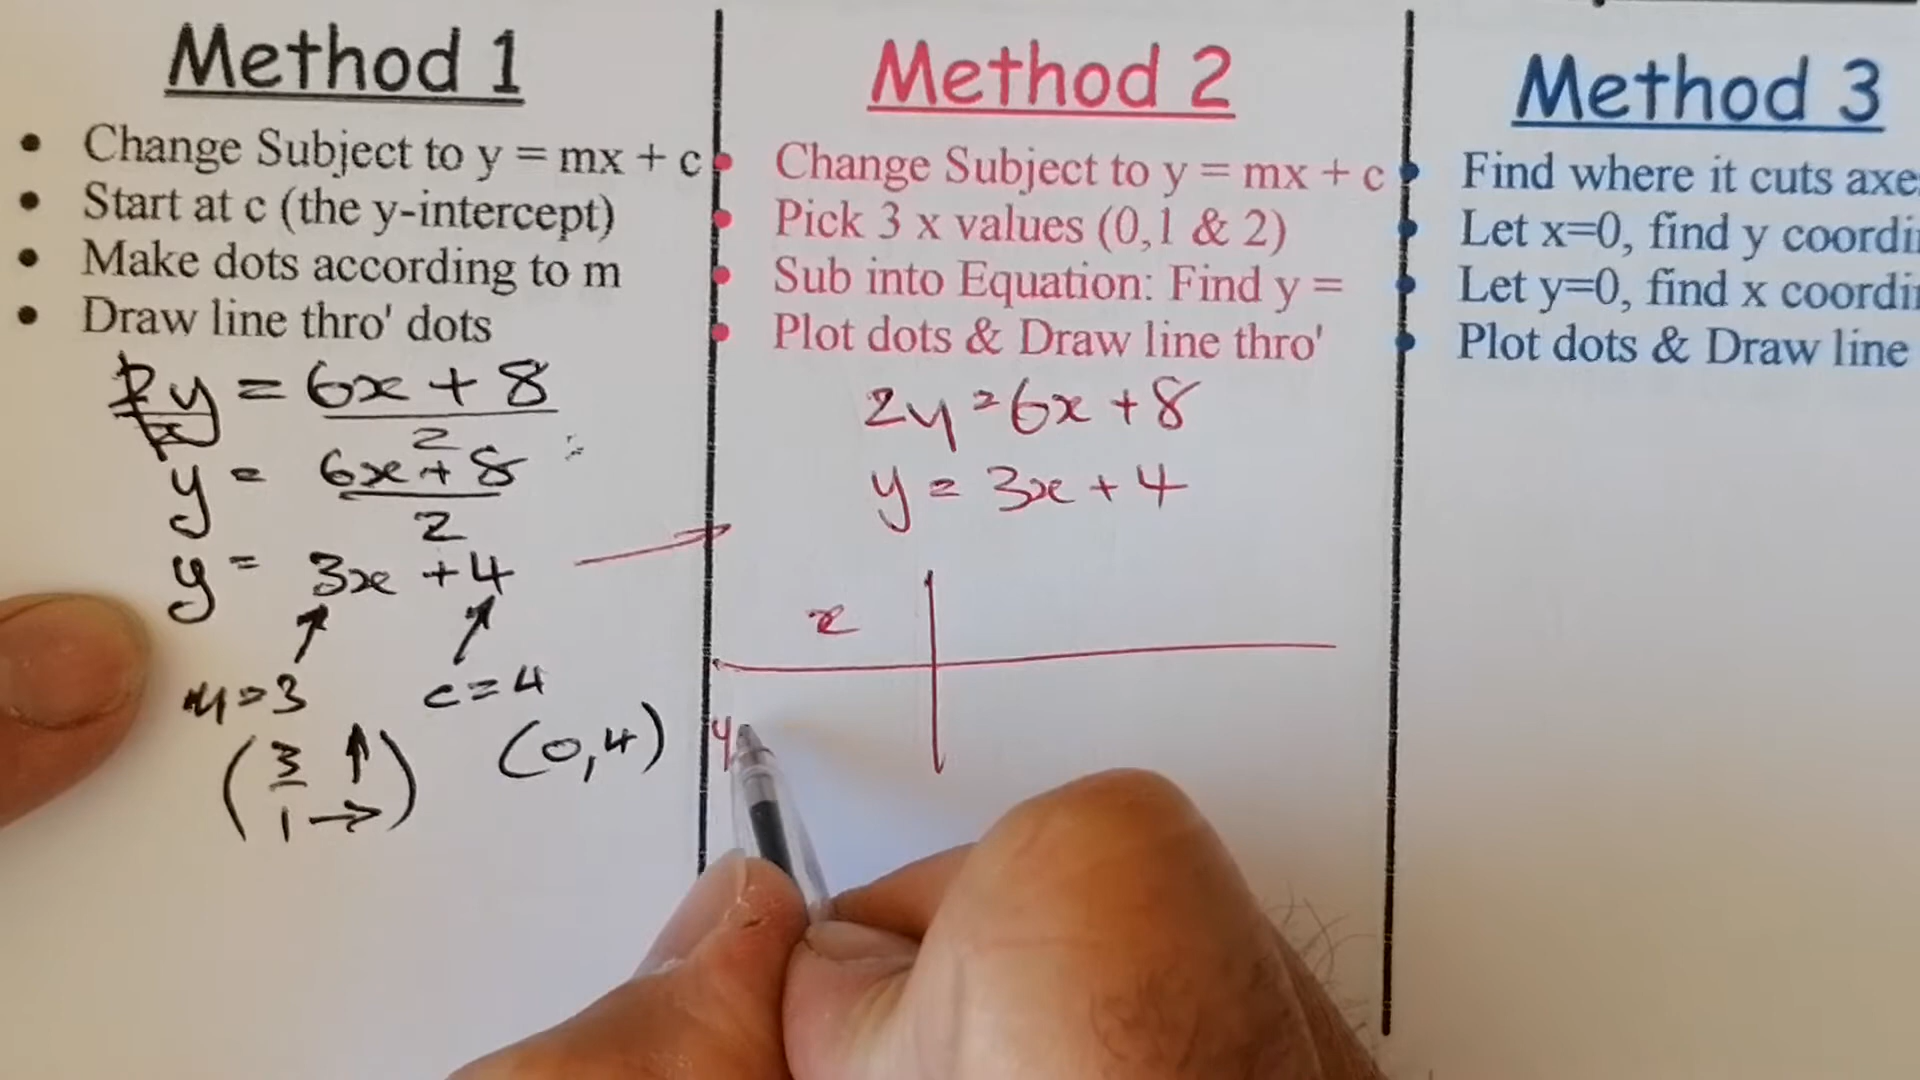 Method 1
• Change Subject to y = mx + c
• Start at c (the y-intercept)
• Make dots according to m
• Draw line thro' dots
2y = 6x + 8
2
y = 6x + 8
2
y = 3x + 4
m = 3 c = 4
(3 ↑ (0,4)
1 →)
Method 2
• Change Subject to y = mx + c
• Pick 3 x values (0,1 & 2)
• Sub into Equation: Find y =
• Plot dots & Draw line thro'
2y = 6x + 8
y = 3x + 4
x
y
Method 3
• Find where it cuts
• Let x=0, find y
• Let y=0, find x
• Plot dots & Draw line